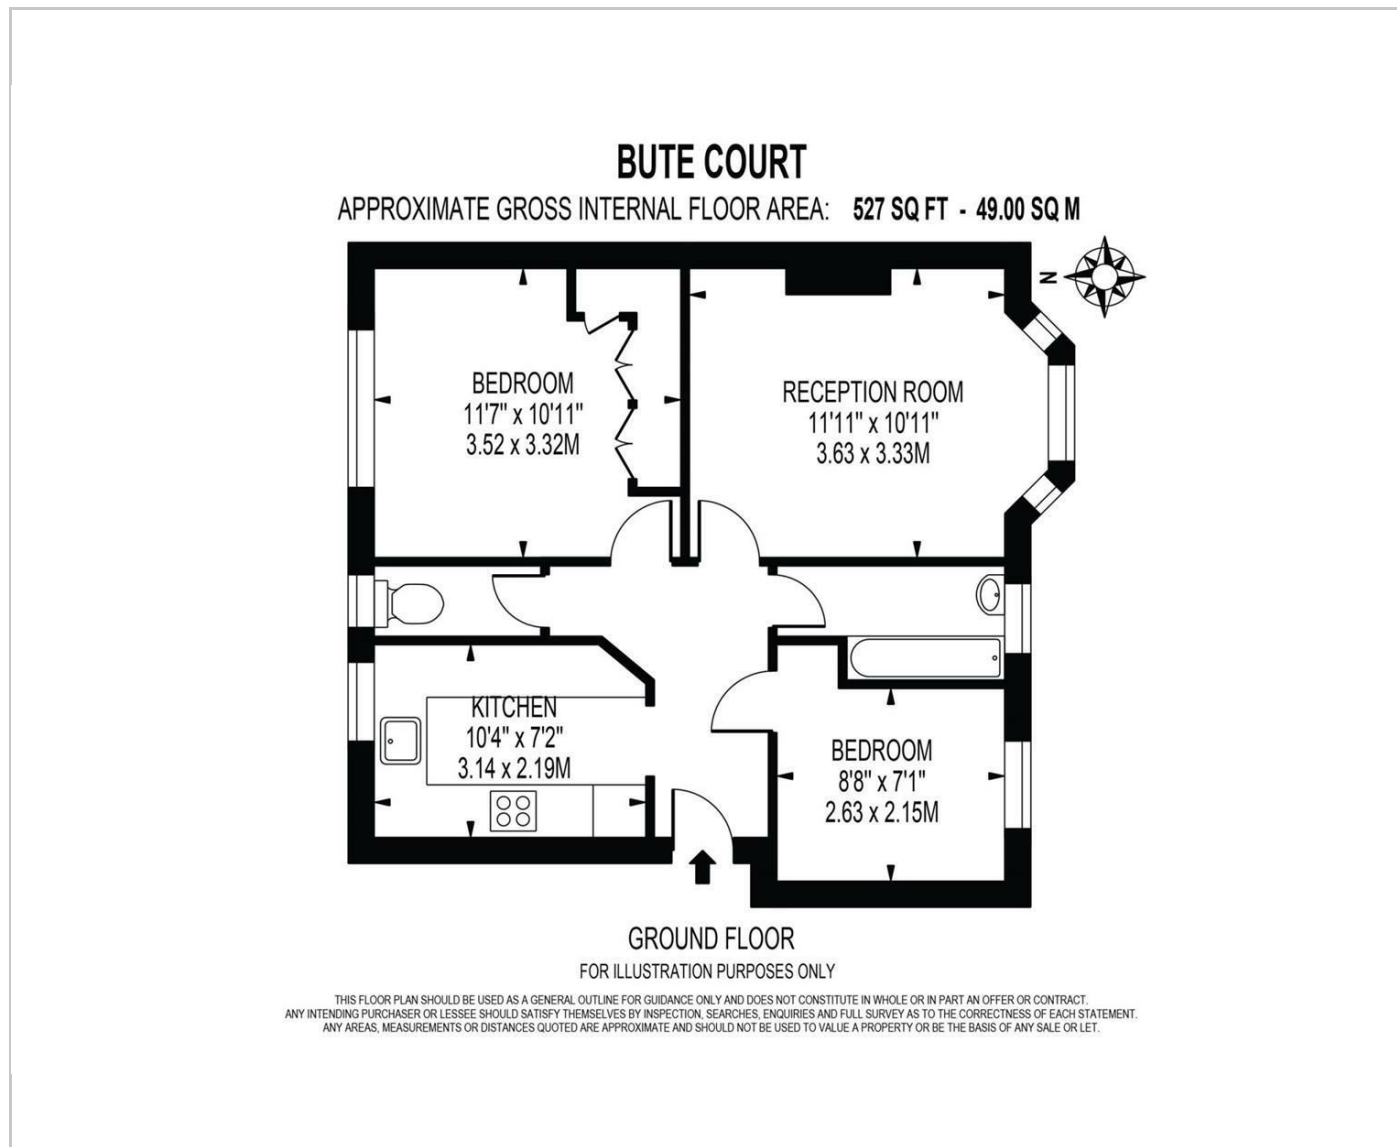 BUTE COURT
APPROXIMATE GROSS INTERNAL FLOOR AREA: 527 SQ FT - 49.00 SQ M
N
BEDROOM
11'7" x 10'11"
3.52 x 3.32M
RECEPTION ROOM
11'11" x 10'11"
3.63 x 3.33M
KITCHEN
10'4" x 7'2"
3.14 x 2.19M
BEDROOM
8'8" x 7'1"
2.63 x 2.15M
GROUND FLOOR
FOR ILLUSTRATION PURPOSES ONLY
THIS FLOOR PLAN SHOULD BE USED AS A GENERAL OUTLINE FOR GUIDANCE ONLY AND DOES NOT CONSTITUTE IN WHOLE OR IN PART AN OFFER OR CONTRACT.
ANY INTENDING PURCHASER OR LESSEE SHOULD SATISFY THEMSELVES BY INSPECTION, SEARCHES, ENQUIRIES AND FULL SURVEY AS TO THE CORRECTNESS OF EACH STATEMENT.
ANY AREAS, MEASUREMENTS OR DISTANCES QUOTED ARE APPROXIMATE AND SHOULD NOT BE USED TO VALUE A PROPERTY OR BE THE BASIS OF ANY SALE OR LET.